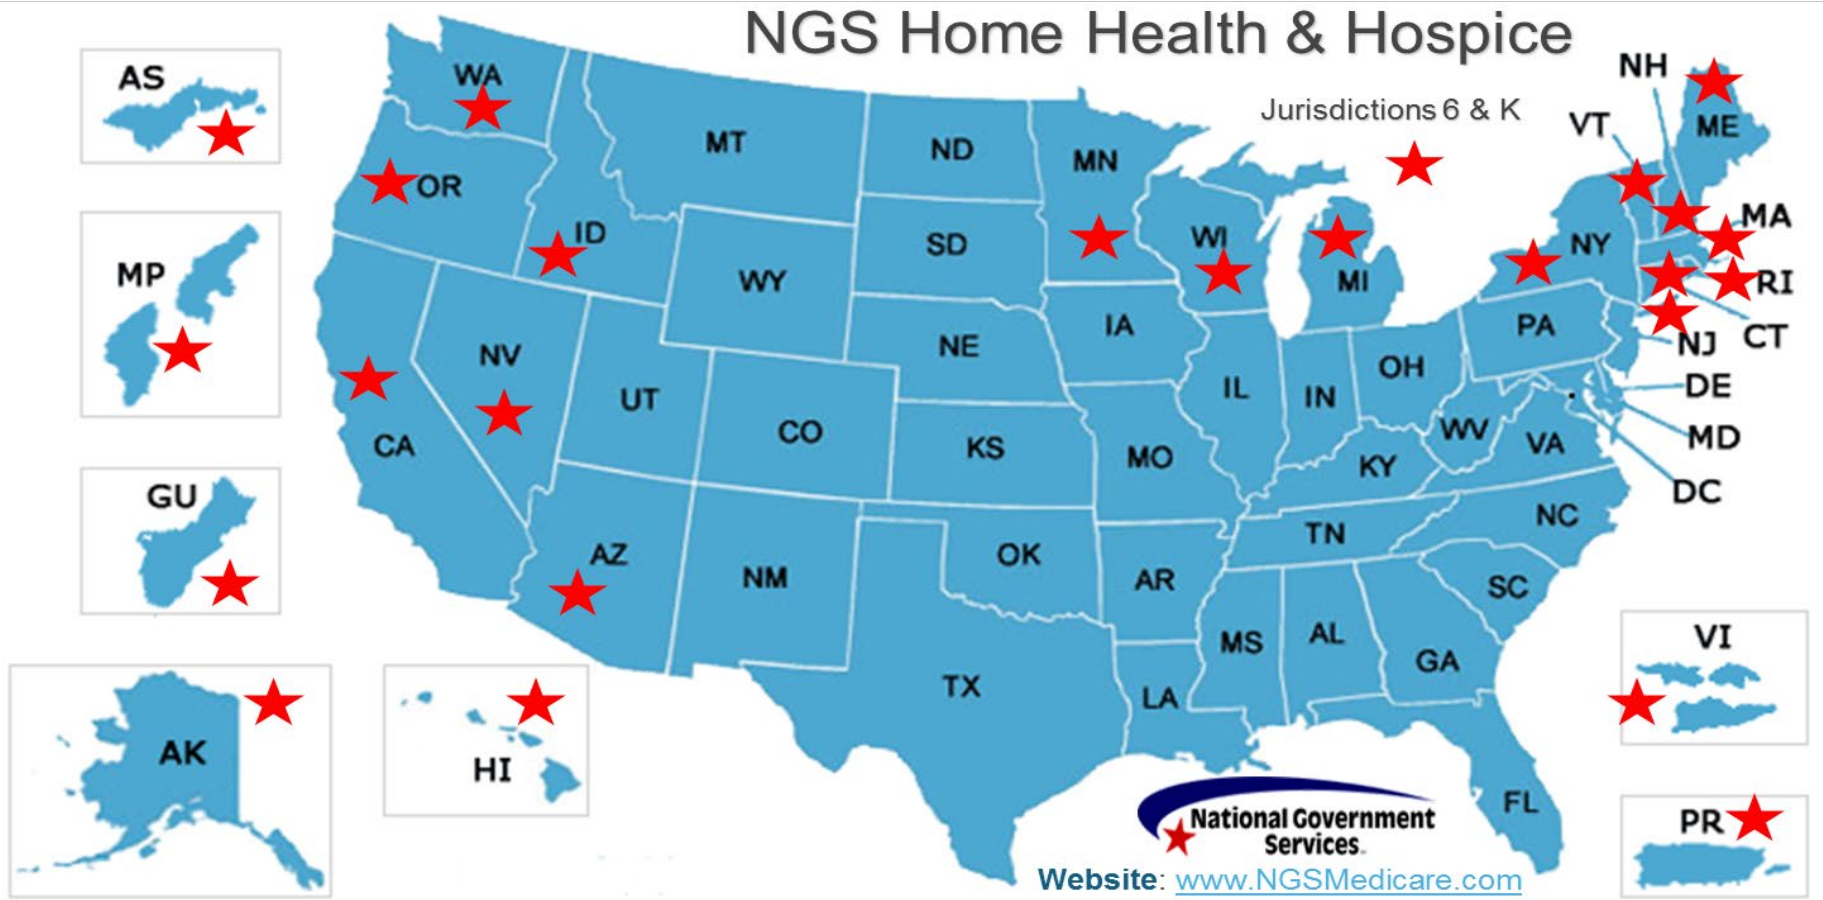 NGS Home Health & Hospice
Jurisdictions 6 & K
AS
MP
GU
AK
HI
WA
OR
ID
MT
ND
MN
SD
WI
MI
WY
NE
IA
NV
UT
CO
KS
MO
IL
IN
OH
PA
NY
NH
VT
ME
MA
RI
CT
NJ
DE
MD
DC
WV
VA
KY
CA
AZ
NM
OK
AR
TN
NC
SC
MS
AL
GA
TX
LA
FL
VI
PR
National Government
Services.
Website: www.NGSMedicare.com